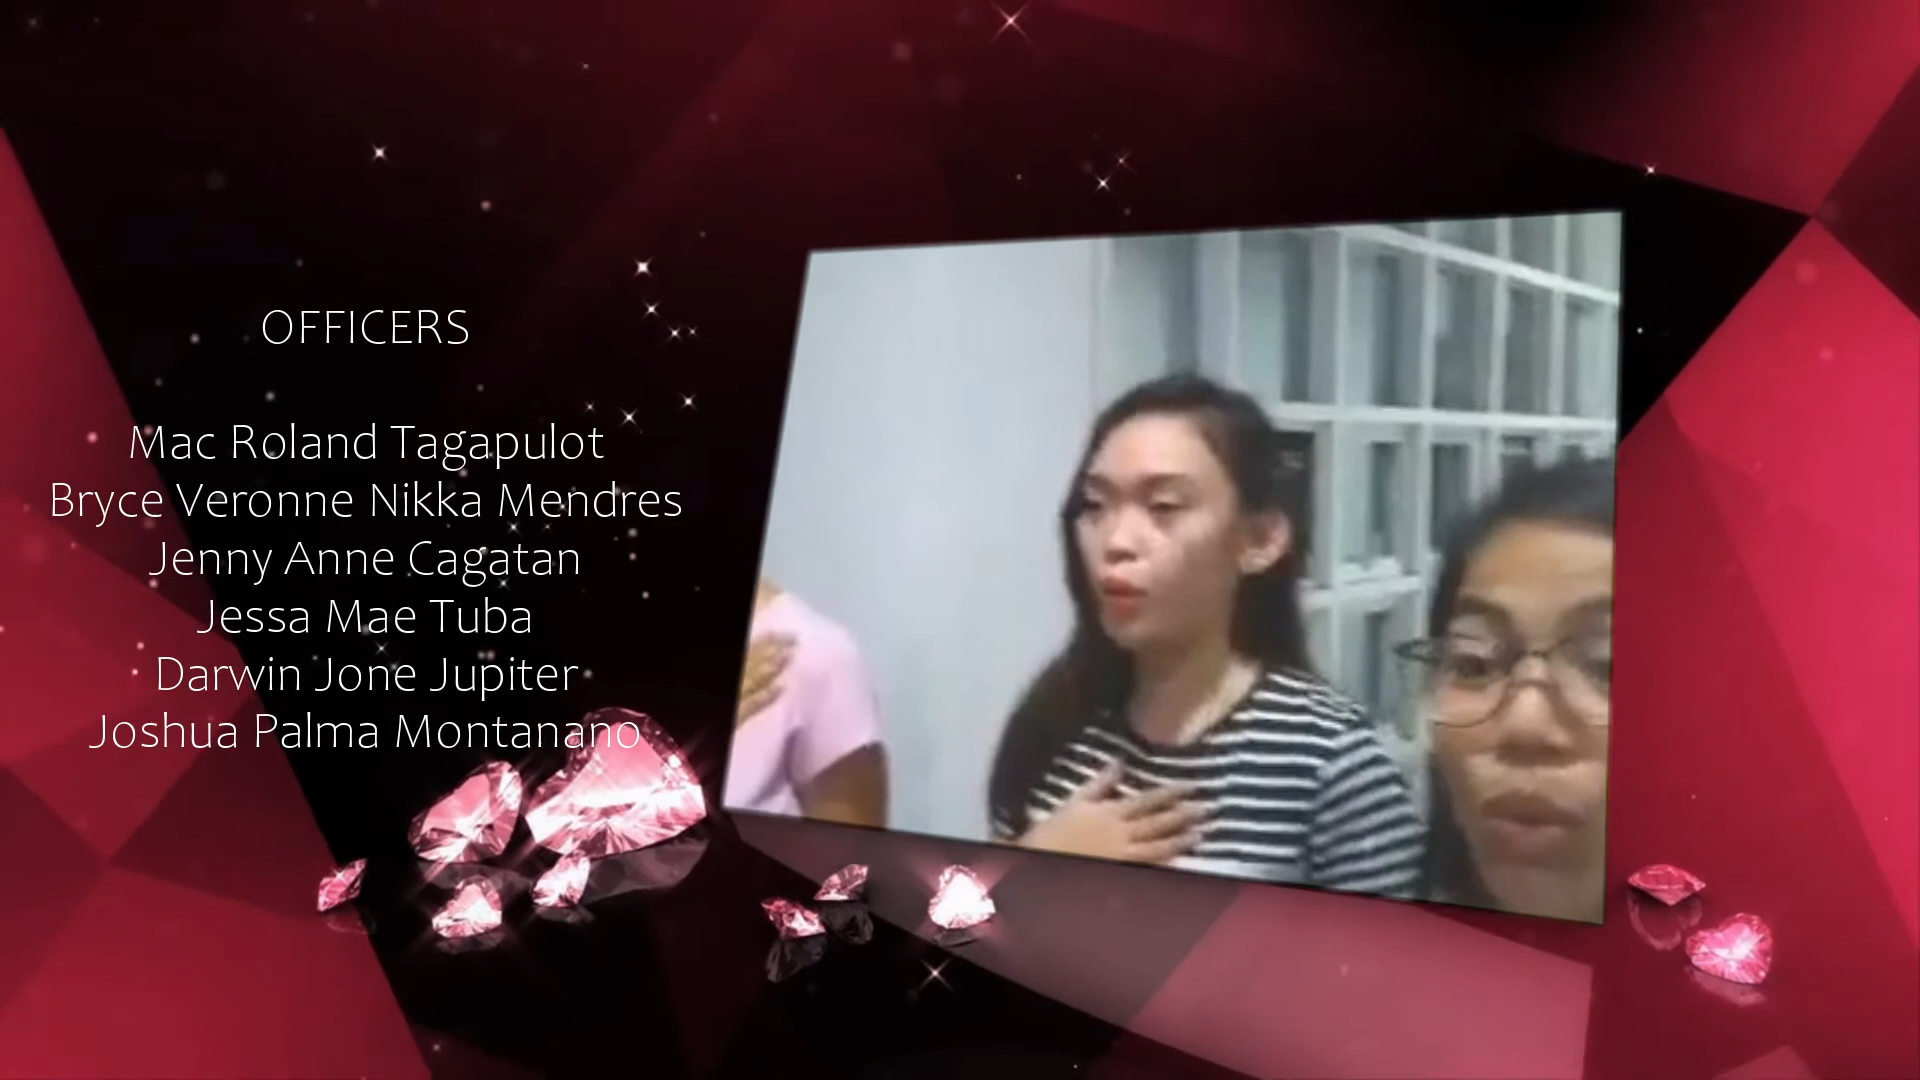 OFFICERS
Mac Roland Tagapulot
Bryce Veronne Nikka Mendres
Jenny Anne Cagatan
Jessa Mae Tuba
Darwin Jone Jupiter
Joshua Palma Montanano